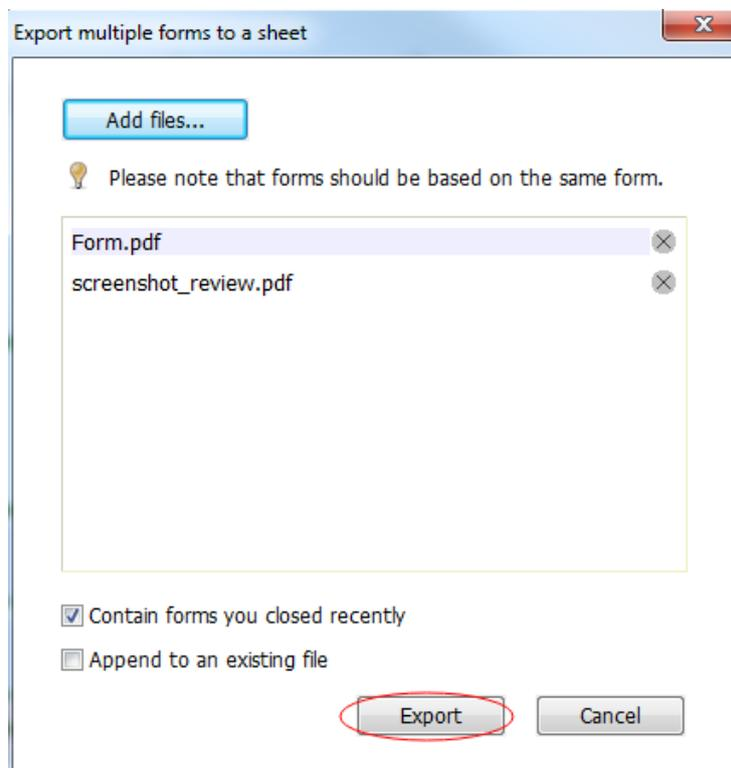 Export multiple forms to a sheet
Add files...
Please note that forms should be based on the same form.
Form.pdf
screenshot_review.pdf
Contain forms you closed recently
Append to an existing file
Export
Cancel